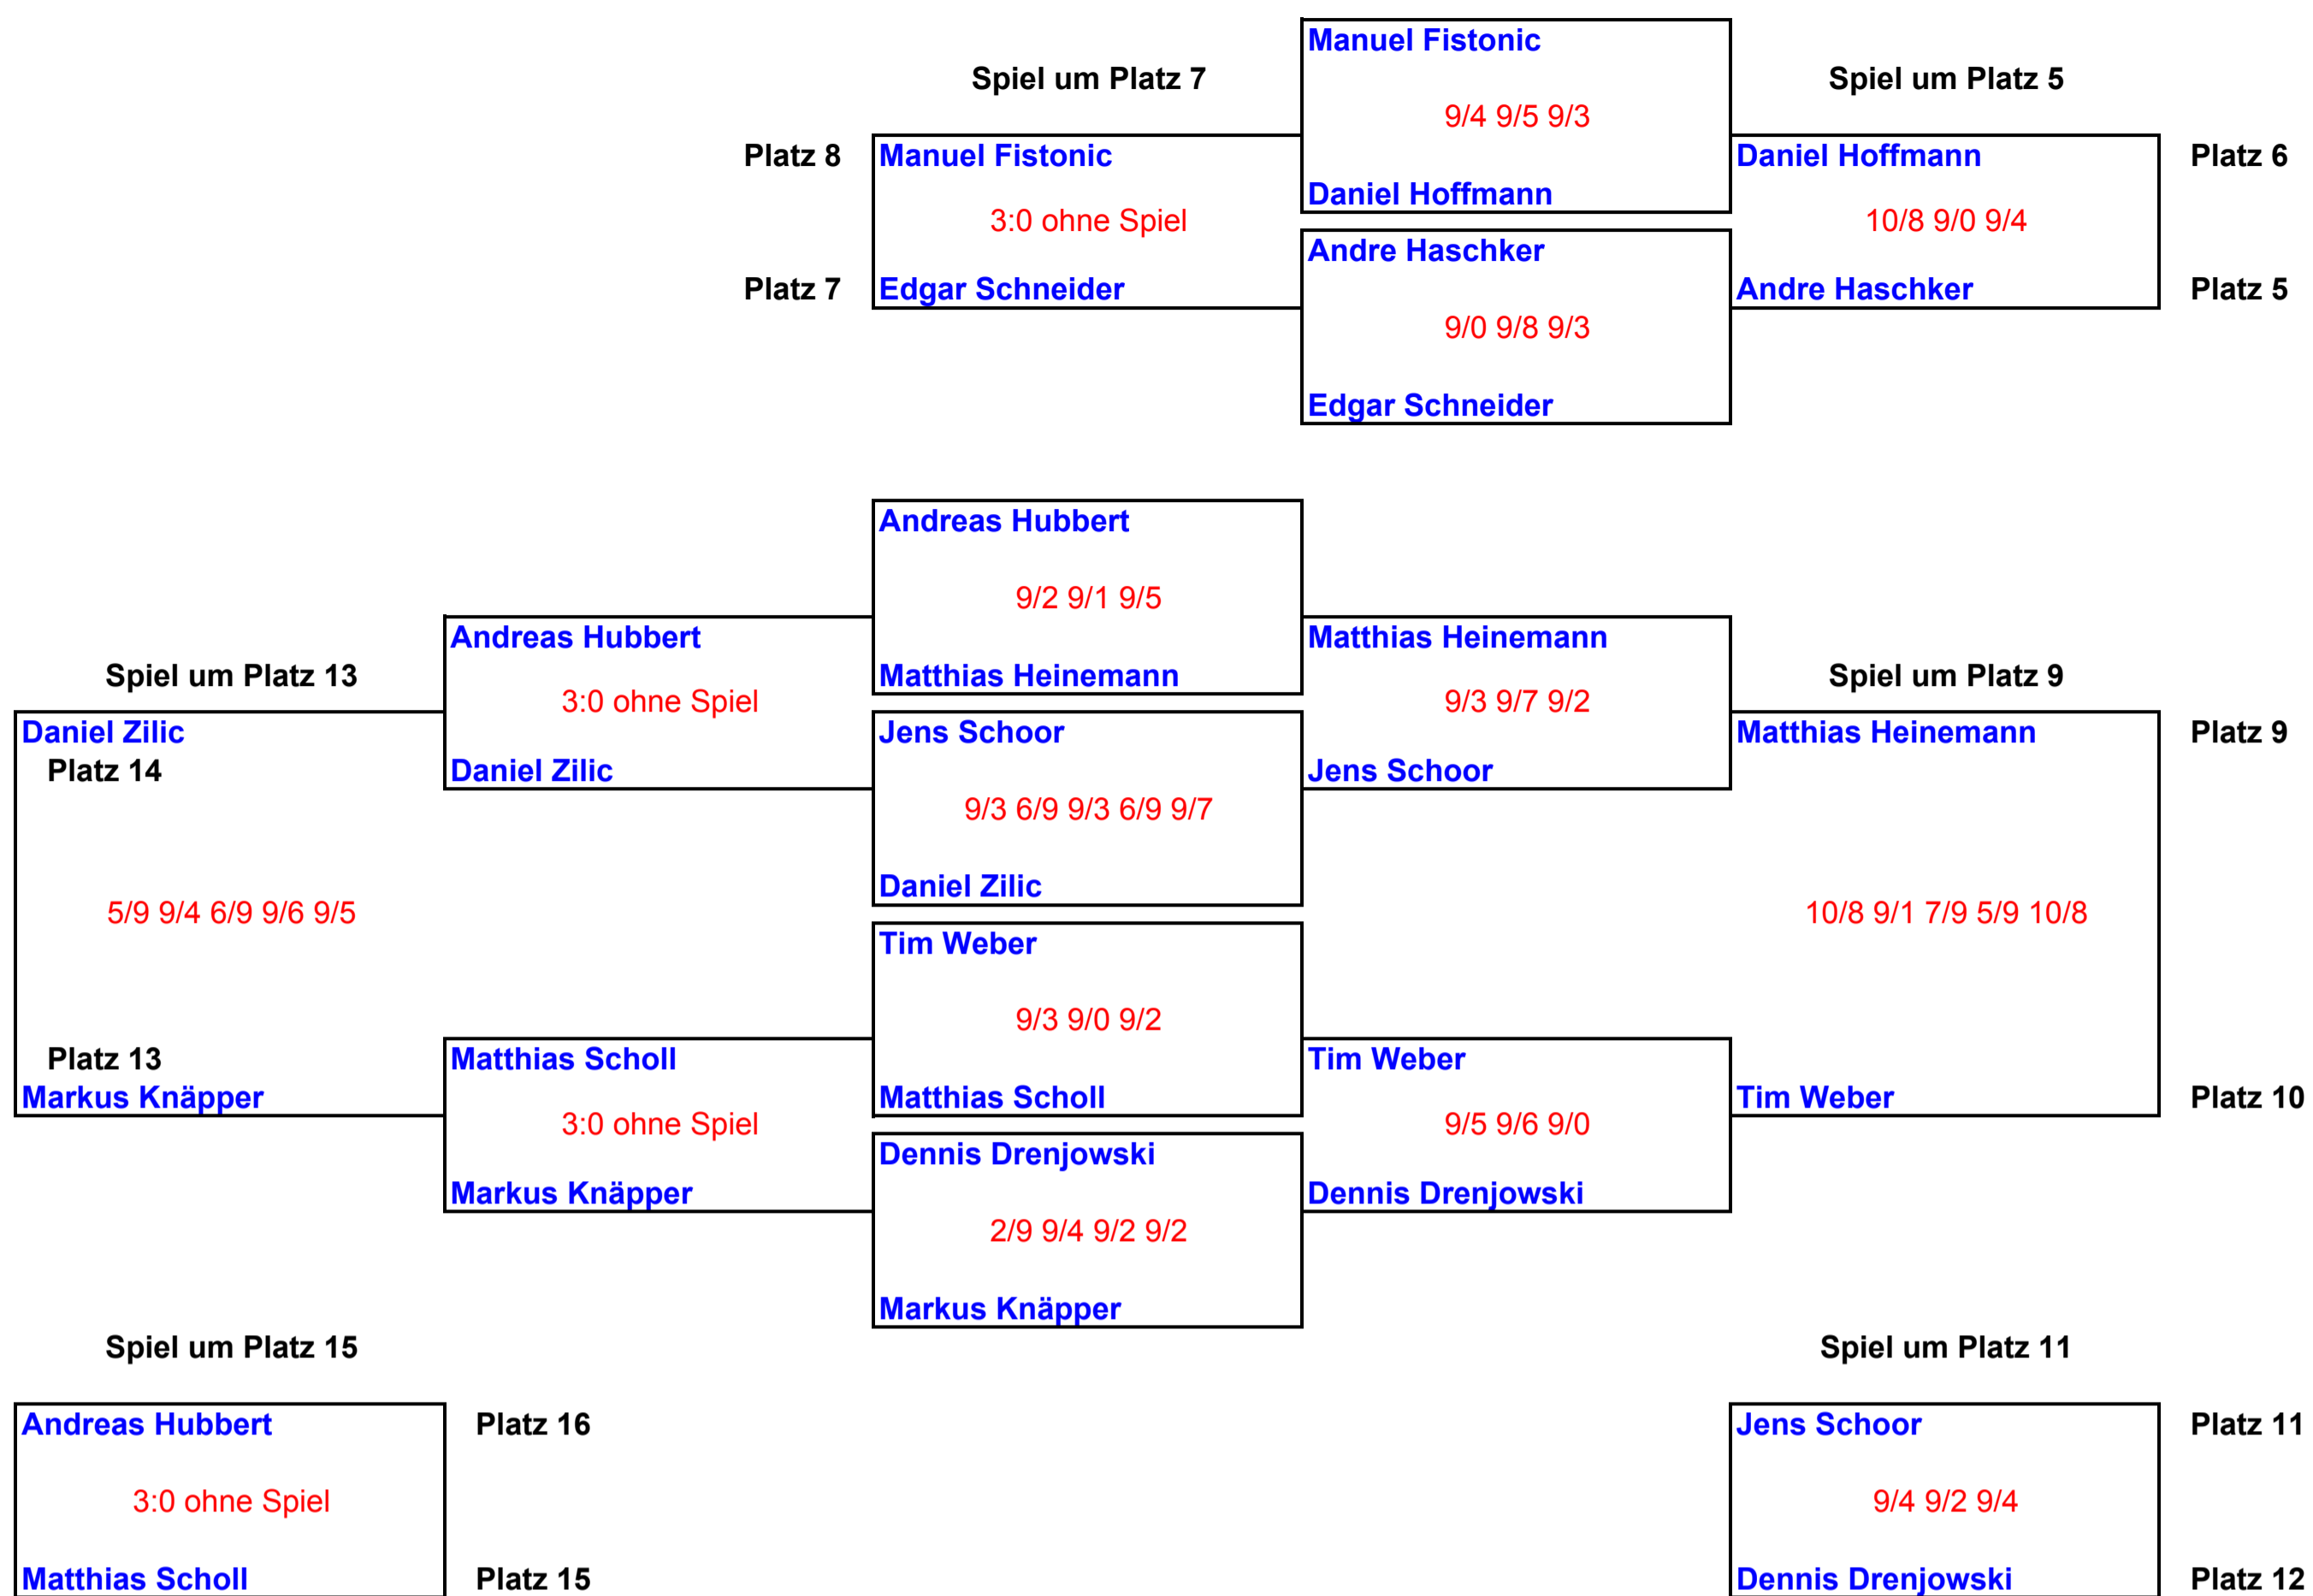 Manuel Fistonic
Spiel um Platz 7
Spiel um Platz 5
9/4 9/5 9/3
Platz 8
Manuel Fistonic
Daniel Hoffmann
Platz 6
Daniel Hoffmann
3:0 ohne Spiel
10/8 9/0 9/4
Andre Haschker
Platz 7
Edgar Schneider
Andre Haschker
Platz 5
9/0 9/8 9/3
Edgar Schneider
Andreas Hubbert
9/2 9/1 9/5
Andreas Hubbert
Matthias Heinemann
Spiel um Platz 13
Matthias Heinemann
Spiel um Platz 9
3:0 ohne Spiel
9/3 9/7 9/2
Daniel Zilic
Jens Schoor
Matthias Heinemann
Platz 9
Platz 14
Daniel Zilic
Jens Schoor
9/3 6/9 9/3 6/9 9/7
Daniel Zilic
5/9 9/4 6/9 9/6 9/5
10/8 9/1 7/9 5/9 10/8
Tim Weber
9/3 9/0 9/2
Platz 13
Matthias Scholl
Tim Weber
Markus Knäpper
Matthias Scholl
Tim Weber
Platz 10
3:0 ohne Spiel
9/5 9/6 9/0
Dennis Drenjowski
Markus Knäpper
Dennis Drenjowski
2/9 9/4 9/2 9/2
Markus Knäpper
Spiel um Platz 15
Spiel um Platz 11
Andreas Hubbert
Platz 16
Jens Schoor
Platz 11
3:0 ohne Spiel
9/4 9/2 9/4
Matthias Scholl
Platz 15
Dennis Drenjowski
Platz 12